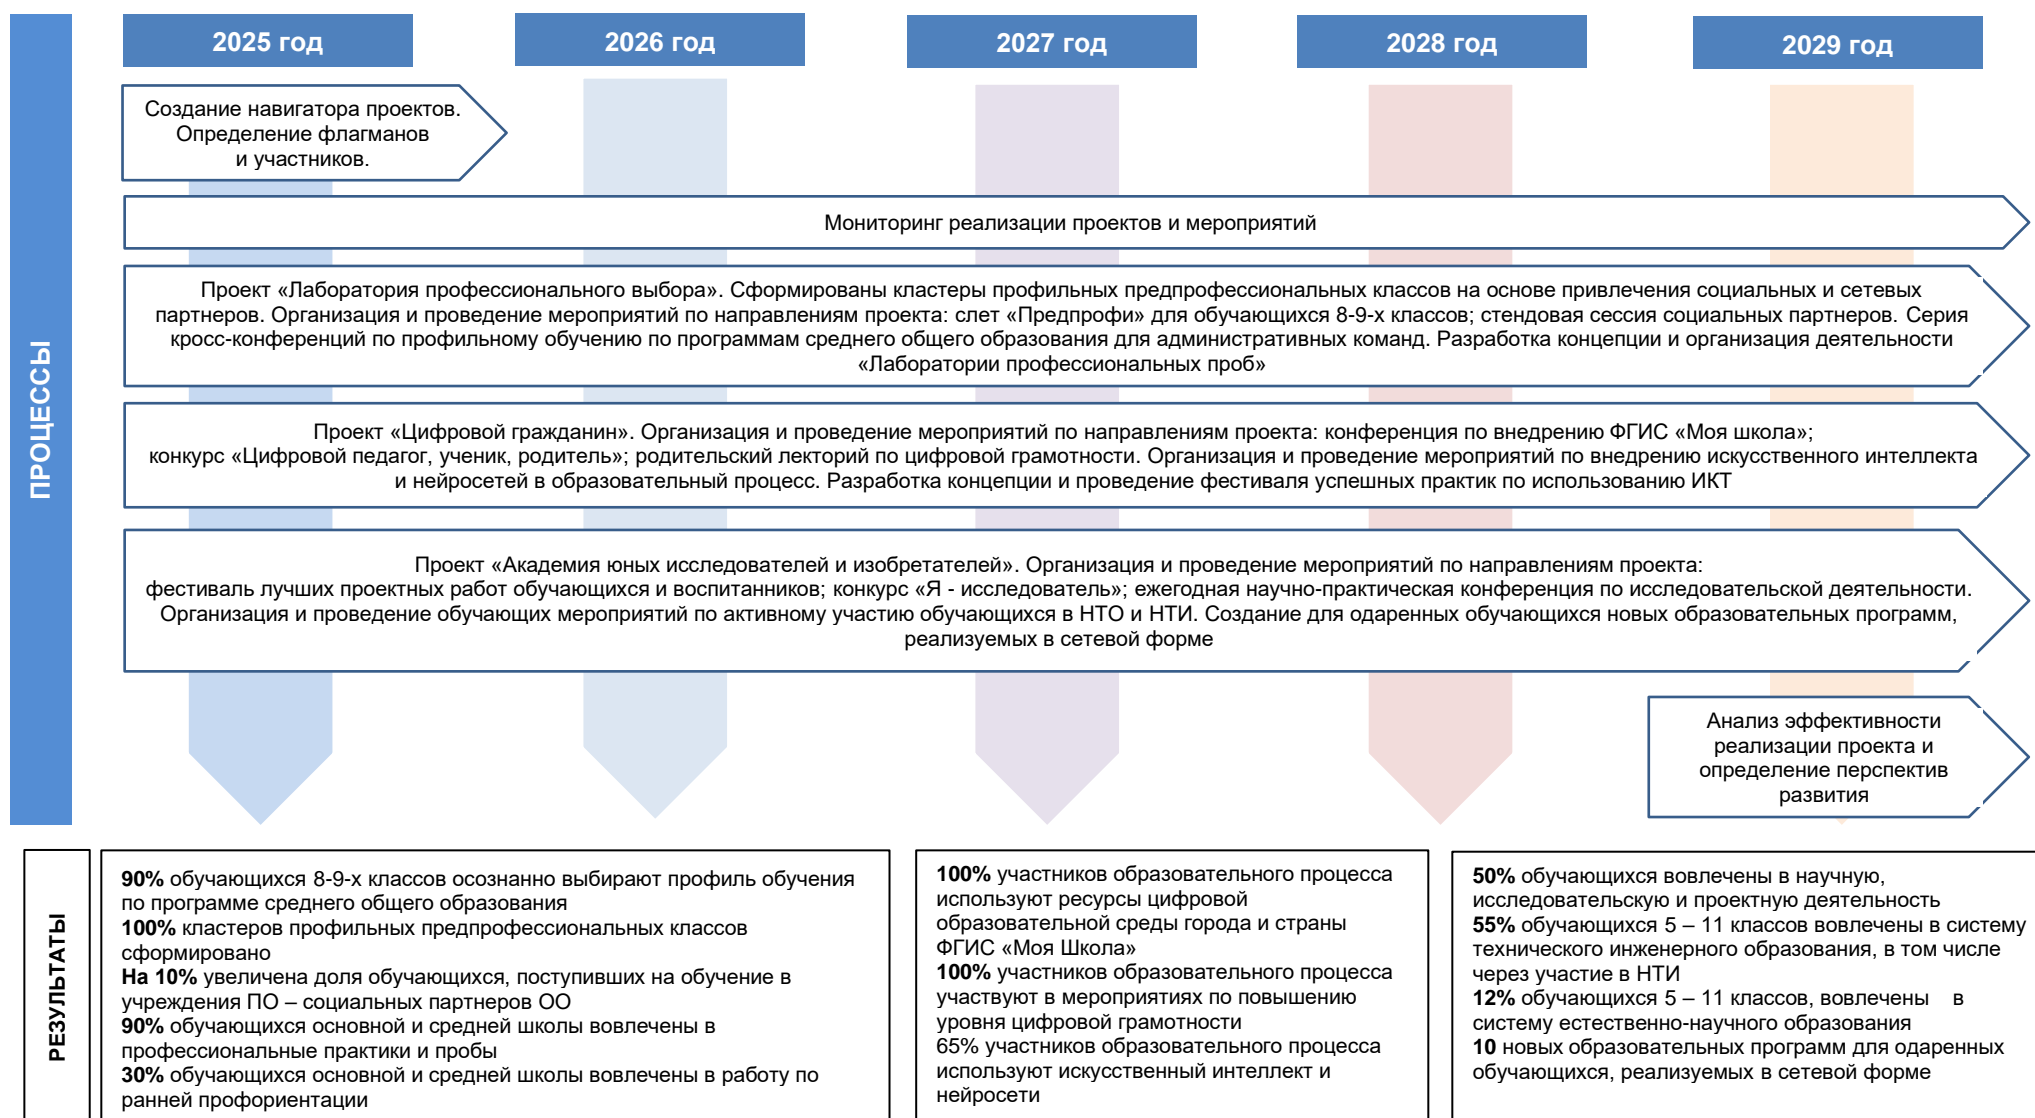 2025 год
2026 год
2027 год
2028 год
2029 год
ПРОЦЕССЫ
Создание навигатора проектов.
Определение флагманов
и участников.
Мониторинг реализации проектов и мероприятий
Проект «Лаборатория профессионального выбора». Сформированы кластеры профильных предпрофессиональных классов на основе привлечения социальных и сетевых
партнеров. Организация и проведение мероприятий по направлениям проекта: слет «Предпрофи» для обучающихся 8-9-х классов; стендовая сессия социальных партнеров. Серия
кросс-конференций по профильному обучению по программам среднего общего образования для административных команд. Разработка концепции и организация деятельности
«Лаборатории профессиональных проб»
Проект «Цифровой гражданин». Организация и проведение мероприятий по направлениям проекта: конференция по внедрению ФГИС «Моя школа»;
конкурс «Цифровой педагог, ученик, родитель»; родительский лекторий по цифровой грамотности. Организация и проведение мероприятий по внедрению искусственного интеллекта
и нейросетей в образовательный процесс. Разработка концепции и проведение фестиваля успешных практик по использованию ИКТ
Проект «Академия юных исследователей и изобретателей». Организация и проведение мероприятий по направлениям проекта:
фестиваль лучших проектных работ обучающихся и воспитанников; конкурс «Я - исследователь»; ежегодная научно-практическая конференция по исследовательской деятельности.
Организация и проведение обучающих мероприятий по активному участию обучающихся в НТО и НТИ. Создание для одаренных обучающихся новых образовательных программ,
реализуемых в сетевой форме
Анализ эффективности
реализации проекта и
определение перспектив
развития
РЕЗУЛЬТАТЫ
90% обучающихся 8-9-х классов осознанно выбирают профиль обучения
по программе среднего общего образования
100% кластеров профильных предпрофессиональных классов
сформировано
На 10% увеличена доля обучающихся, поступивших на обучение в
учреждения ПО – социальных партнеров ОО
90% обучающихся основной и средней школы вовлечены в
профессиональные практики и пробы
30% обучающихся основной и средней школы вовлечены в работу по
ранней профориентации
100% участников образовательного процесса
используют ресурсы цифровой
образовательной среды города и страны
ФГИС «Моя Школа»
100% участников образовательного процесса
участвуют в мероприятиях по повышению
уровня цифровой грамотности
65% участников образовательного процесса
используют искусственный интеллект и
нейросети
50% обучающихся вовлечены в научную,
исследовательскую и проектную деятельность
55% обучающихся 5 – 11 классов вовлечены в систему
технического инженерного образования, в том числе
через участие в НТИ
12% обучающихся 5 – 11 классов, вовлечены в
систему естественно-научного образования
10 новых образовательных программ для одаренных
обучающихся, реализуемых в сетевой форме